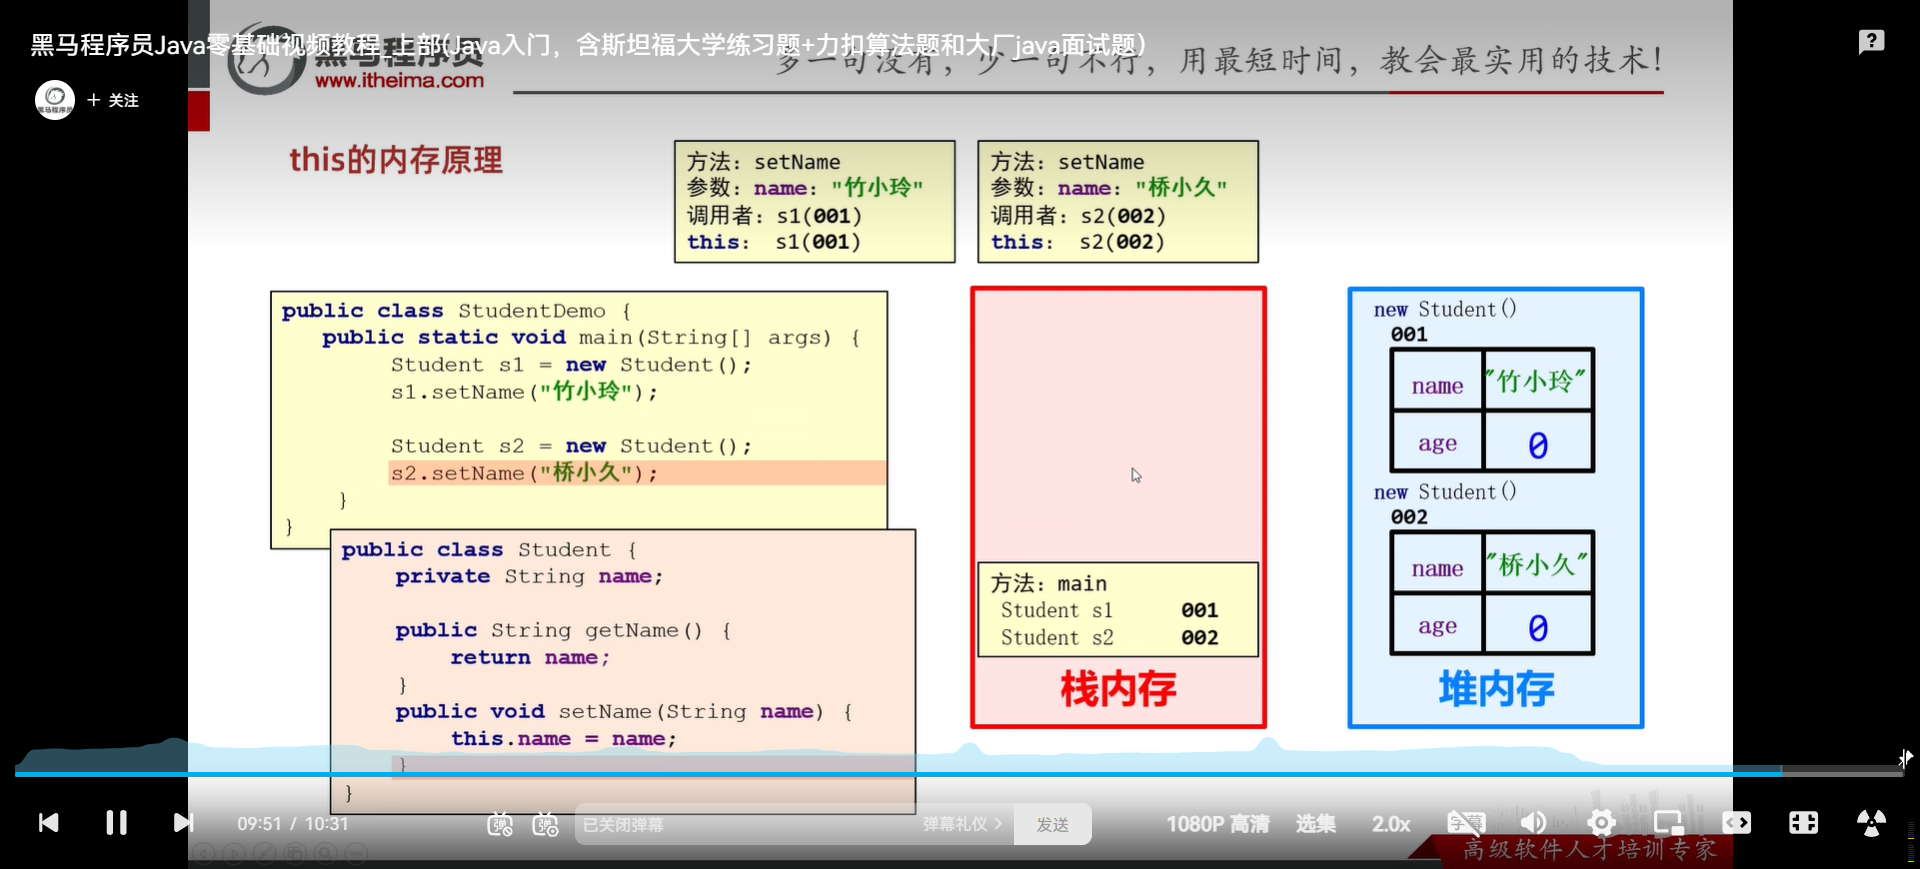 黑马程序员Java零基础视频教程_上部(Java入门，含斯坦福大学练习题+力扣算法题和大厂java面试题）
黑马程序员
www.itheima.com
多一句没有，少一句不行，用最短时间，教会最实用的技术！
+ 关注
this的内存原理
方法：setName
参数：name："竹小玲"
调用者：s1(001)
this： s1(001)
方法：setName
参数：name："桥小久"
调用者：s2(002)
this： s2(002)
public class StudentDemo {
public static void main(String[] args) {
Student s1 = new Student();
s1.setName("竹小玲");
Student s2 = new Student();
s2.setName("桥小久");
}
}
public class Student {
private String name;
public String getName() {
return name;
}
public void setName(String name) {
this.name = name;
}
}
方法：main
Student s1 001
Student s2 002
栈内存
new Student()
001
name "竹小玲"
age 0
new Student()
002
name "桥小久"
age 0
堆内存
09:51 / 10:31
弹
弹
已关闭弹幕
弹幕礼仪 >
发送
1080P 高清
选集
2.0x
字幕
高级软件人才培训专家